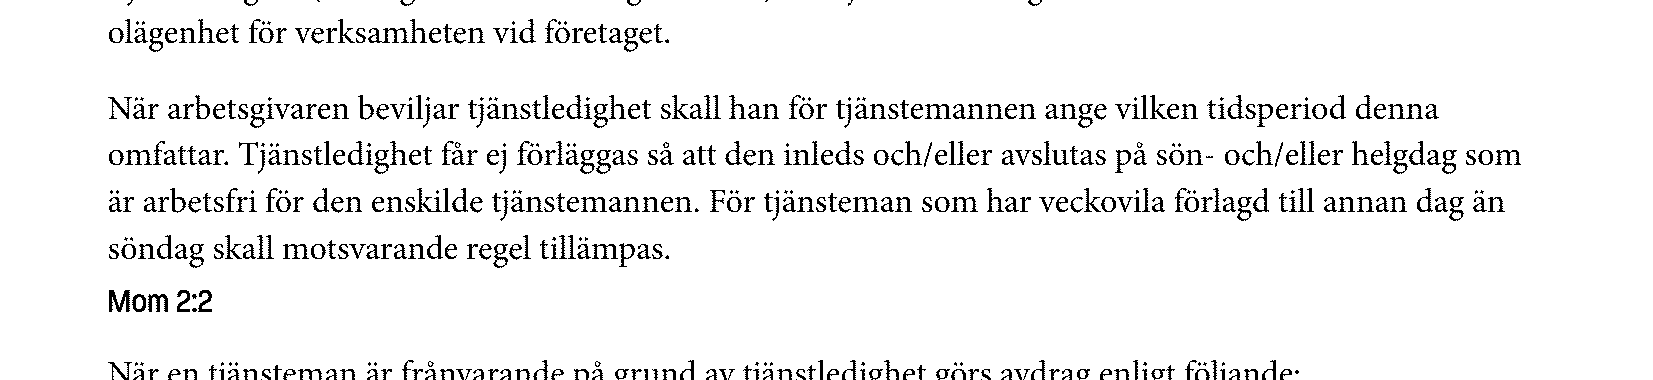 olägenhet för verksamheten vid företaget.
När arbetsgivaren beviljar tjänstledighet skall han för tjänstemannen ange vilken tidsperiod denna
omfattar. Tjänstledighet får ej förläggas så att den inleds och/eller avslutas på sön- och/eller helgdag som
är arbetsfri för den enskilde tjänstemannen. För tjänsteman som har veckovila förlagd till annan dag än
söndag skall motsvarande regel tillämpas.
Mom 2:2
När en tjänsteman är frånvarande på grund av tjänstledighet görs avdrag enligt följande: